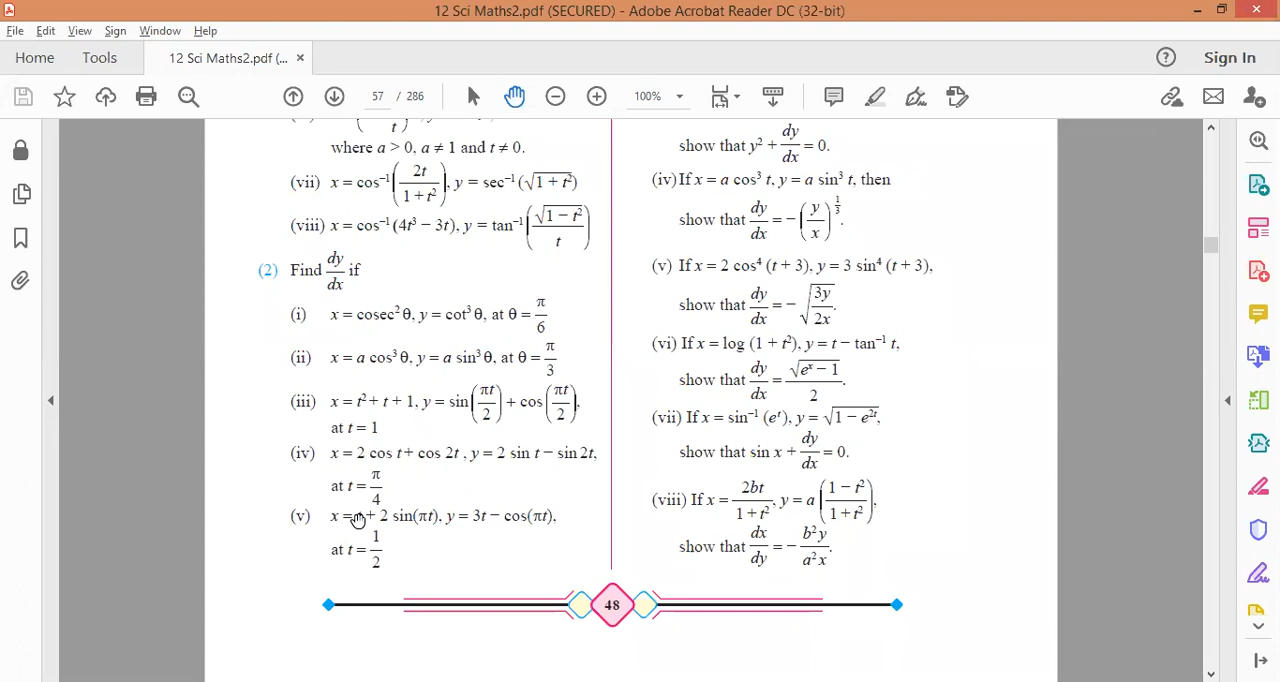 12 Sci Maths2.pdf (SECURED) - Adobe Acrobat Reader DC (32-bit)
File Edit View Sign Window Help
Home Tools 12 Sci Maths2.pdf (... × Sign In
57 / 286 100%
t
where a > 0, a ≠ 1 and t ≠ 0.
(vii) x = cos⁻¹(2t/(1 + t²)), y = sec⁻¹ (√(1 + t²))
(viii) x = cos⁻¹ (4t³ − 3t), y = tan⁻¹(√(1 − t²)/t)
(2) Find dy/dx if
(i) x = cosec² θ, y = cot³ θ, at θ = π/6
(ii) x = a cos³ θ, y = a sin³ θ, at θ = π/3
(iii) x = t² + t + 1, y = sin(πt/2) + cos(πt/2),
at t = 1
(iv) x = 2 cos t + cos 2t , y = 2 sin t − sin 2t,
at t = π/4
(v) x = + 2 sin(πt), y = 3t − cos(πt),
at t = 1/2
show that y² + dy/dx = 0.
(iv) If x = a cos³ t, y = a sin³ t, then
show that dy/dx = −(y/x)^(1/3).
(v) If x = 2 cos⁴ (t + 3), y = 3 sin⁴ (t + 3),
show that dy/dx = −√(3y/2x).
(vi) If x = log (1 + t²), y = t − tan⁻¹ t,
show that dy/dx = √(eˣ − 1)/2.
(vii) If x = sin⁻¹ (eᵗ), y = √(1 − e²ᵗ),
show that sin x + dy/dx = 0.
(viii) If x = 2bt/(1 + t²), y = a((1 − t²)/(1 + t²)),
show that dx/dy = −b²y/a²x.
48